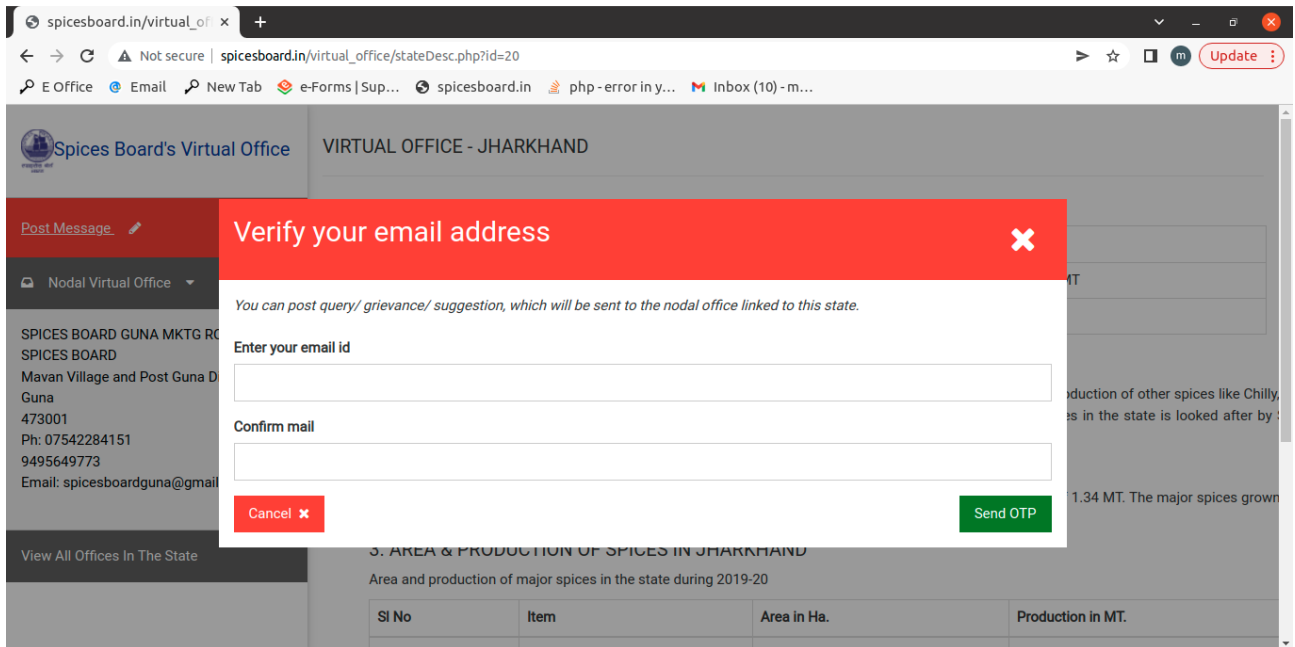 spicesboard.in/virtual_of
Not secure | spicesboard.in/virtual_office/stateDesc.php?id=20
m
Update
E Office
Email
New Tab
e-Forms | Sup...
spicesboard.in
php - error in y...
Inbox (10) - m...
Spices Board's Virtual Office
VIRTUAL OFFICE - JHARKHAND
Post Message
Nodal Virtual Office
SPICES BOARD GUNA MKTG RO
SPICES BOARD
Mavan Village and Post Guna Di
Guna
473001
Ph: 07542284151
9495649773
Email: spicesboardguna@gmail
View All Offices In The State
Verify your email address
You can post query/ grievance/ suggestion, which will be sent to the nodal office linked to this state.
Enter your email id
Confirm mail
Cancel
Send OTP
MT
oduction of other spices like Chilly,
es in the state is looked after by
1.34 MT. The major spices grown
3. AREA & PRODUCTION OF SPICES IN JHARKHAND
Area and production of major spices in the state during 2019-20
Sl No
Item
Area in Ha.
Production in MT.